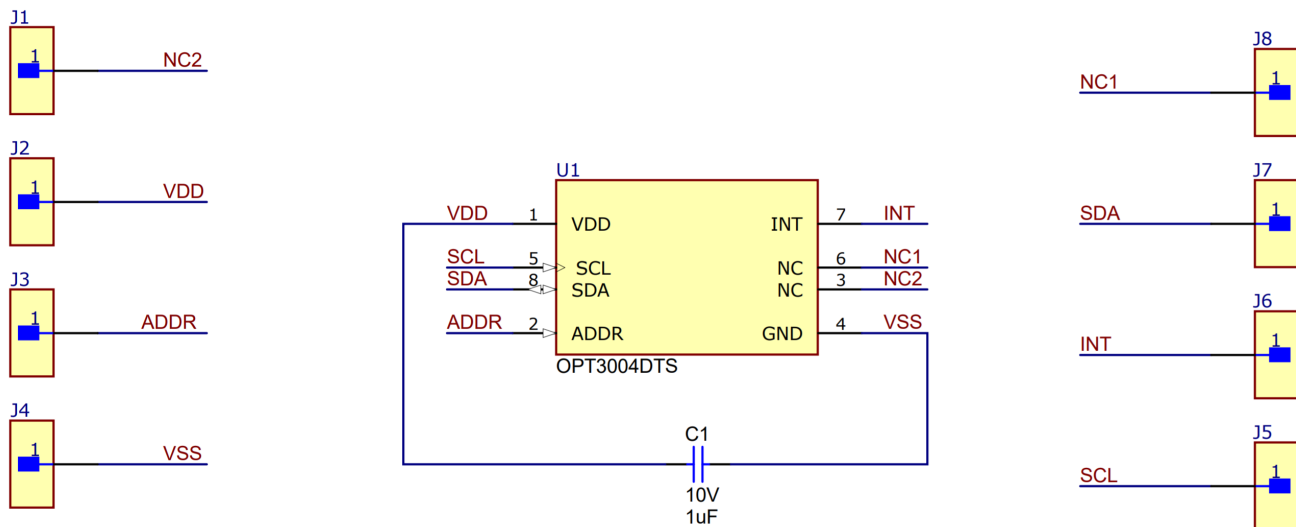 J1
1
NC2
J2
1
VDD
J3
1
ADDR
J4
1
VSS
U1
VDD 1 VDD
SCL 5 SCL
SDA 8 SDA
ADDR 2 ADDR
INT 7 INT
NC 6 NC1
NC 3 NC2
GND 4 VSS
OPT3004DTS
C1
10V
1uF
J8
NC1
1
J7
SDA
1
J6
INT
1
J5
SCL
1